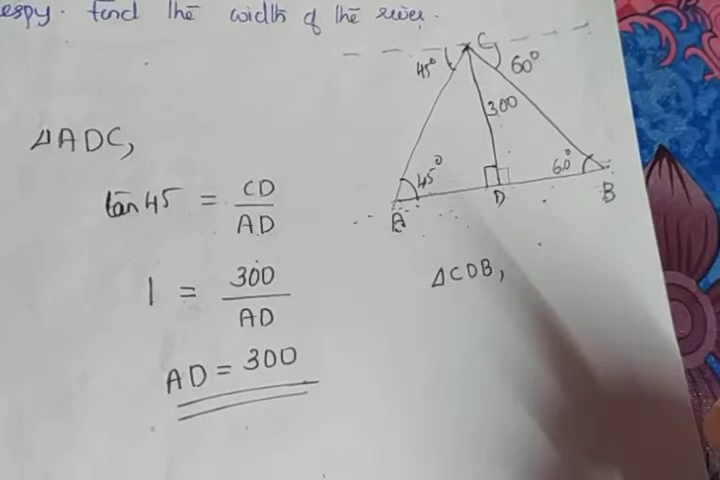 espy. find the width of the river.
C
45° 60°
300
ΔADC,
45° 60°
A D B
tan 45 = CD / AD
ΔCDB,
1 = 300 / AD
AD = 300